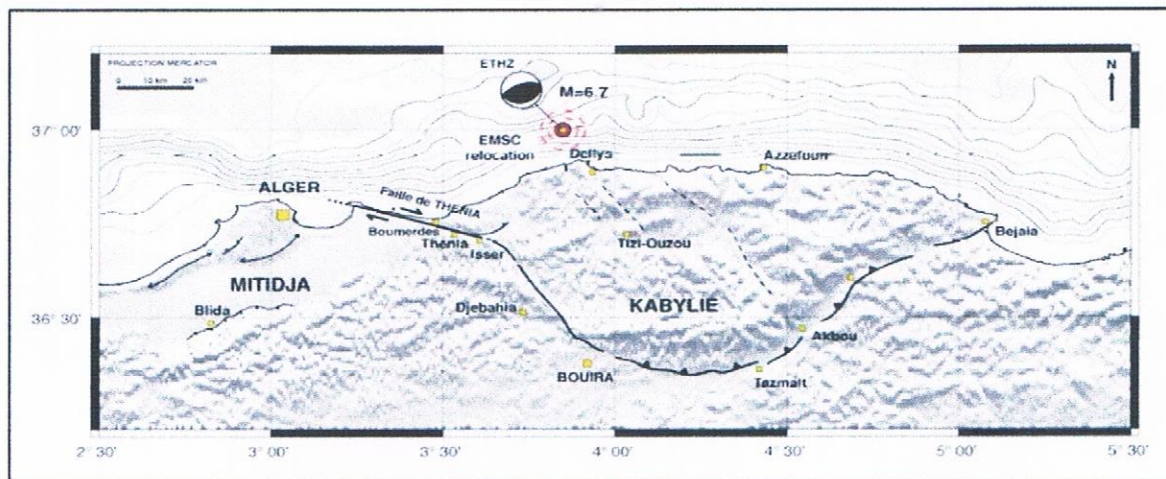 PROJECTION MERCATOR
0 10 km 20 km
ETHZ
M=6.7
N
37° 00'
EMSC
relocation
Dellys
Azzefoun
ALGER
Faille de THENIA
Boumerdes
Thenia
Isser
Tizi-Ouzou
Bejaia
MITIDJA
KABYLIE
Blida
Djebahia
36° 30'
Akbou
BOUIRA
Tazmalt
2° 30' 3° 00' 3° 30' 4° 00' 4° 30' 5° 00' 5° 30'